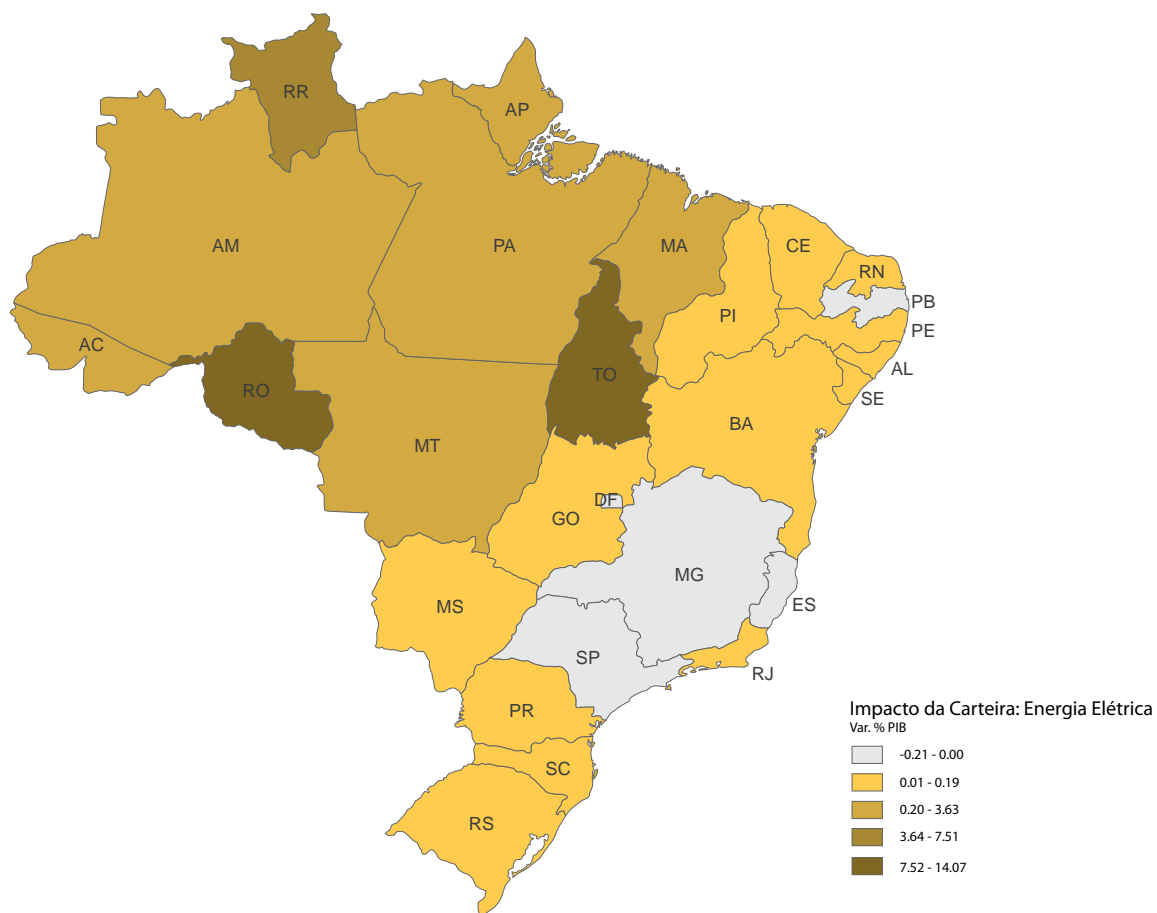 RR
AP
AM
PA
MA
CE
RN
PB
PI
PE
AC
AL
RO
TO
SE
BA
MT
DF
GO
MG
MS
ES
SP
RJ
PR
SC
RS
Impacto da Carteira: Energia Elétrica
Var. % PIB
-0.21 - 0.00
0.01 - 0.19
0.20 - 3.63
3.64 - 7.51
7.52 - 14.07